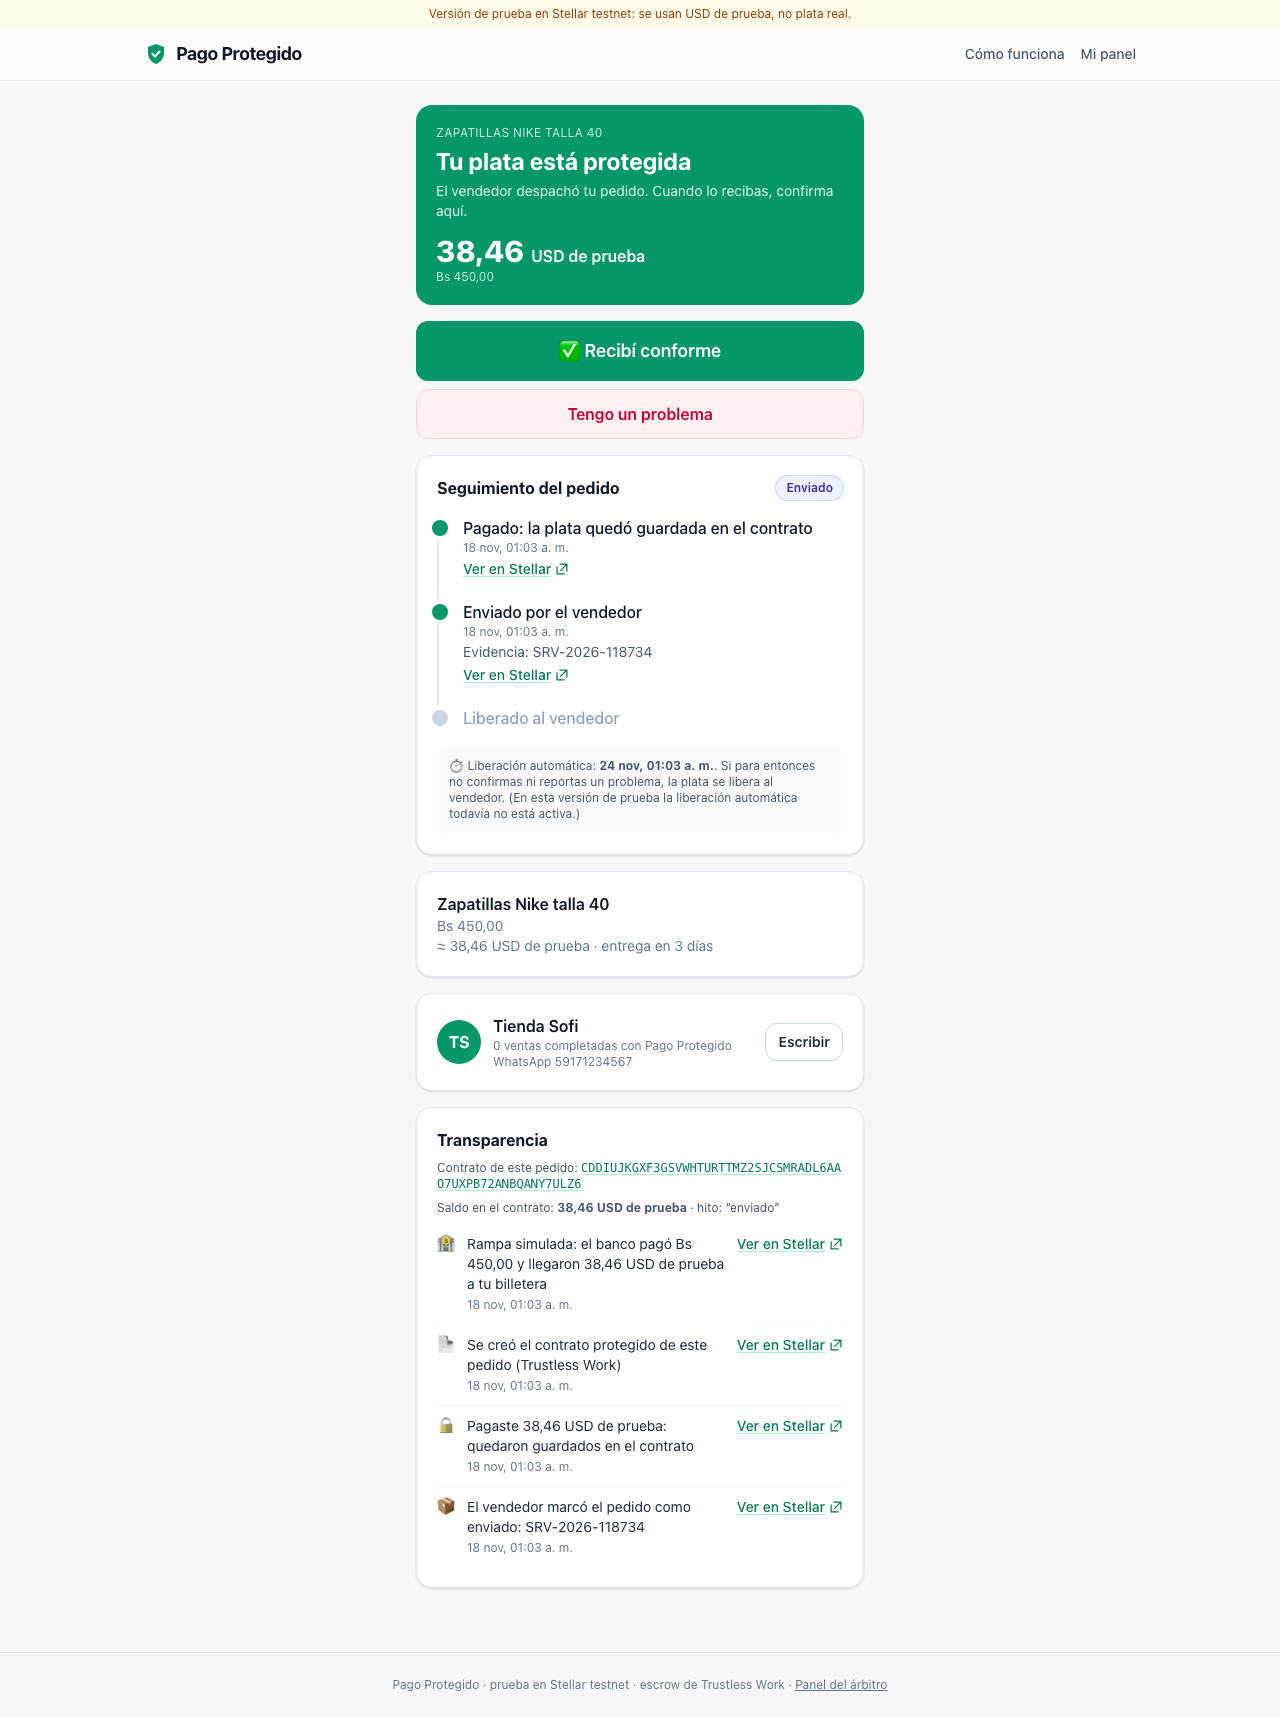 Versión de prueba en Stellar testnet: se usan USD de prueba, no plata real.
Pago Protegido
Cómo funciona
Mi panel
ZAPATILLAS NIKE TALLA 40
Tu plata está protegida
El vendedor despachó tu pedido. Cuando lo recibas, confirma
aquí.
38,46 USD de prueba
Bs 450,00
✅ Recibí conforme
Tengo un problema
Seguimiento del pedido
Enviado
Pagado: la plata quedó guardada en el contrato
18 nov, 01:03 a. m.
Ver en Stellar
Enviado por el vendedor
18 nov, 01:03 a. m.
Evidencia: SRV-2026-118734
Ver en Stellar
Liberado al vendedor
⏱️ Liberación automática: 24 nov, 01:03 a. m.. Si para entonces
no confirmas ni reportas un problema, la plata se libera al
vendedor. (En esta versión de prueba la liberación automática
todavía no está activa.)
Zapatillas Nike talla 40
Bs 450,00
≈ 38,46 USD de prueba · entrega en 3 días
TS
Tienda Sofi
0 ventas completadas con Pago Protegido
WhatsApp 59171234567
Escribir
Transparencia
Contrato de este pedido: CDDIUJKGXF3GSVWHTURTTMZ2SJCSMRADL6AA
O7UXPB72ANBQANY7ULZ6
Saldo en el contrato: 38,46 USD de prueba · hito: “enviado”
Rampa simulada: el banco pagó Bs
450,00 y llegaron 38,46 USD de prueba
a tu billetera
18 nov, 01:03 a. m.
Ver en Stellar
Se creó el contrato protegido de este
pedido (Trustless Work)
18 nov, 01:03 a. m.
Ver en Stellar
Pagaste 38,46 USD de prueba:
quedaron guardados en el contrato
18 nov, 01:03 a. m.
Ver en Stellar
El vendedor marcó el pedido como
enviado: SRV-2026-118734
18 nov, 01:03 a. m.
Ver en Stellar
Pago Protegido · prueba en Stellar testnet · escrow de Trustless Work · Panel del árbitro